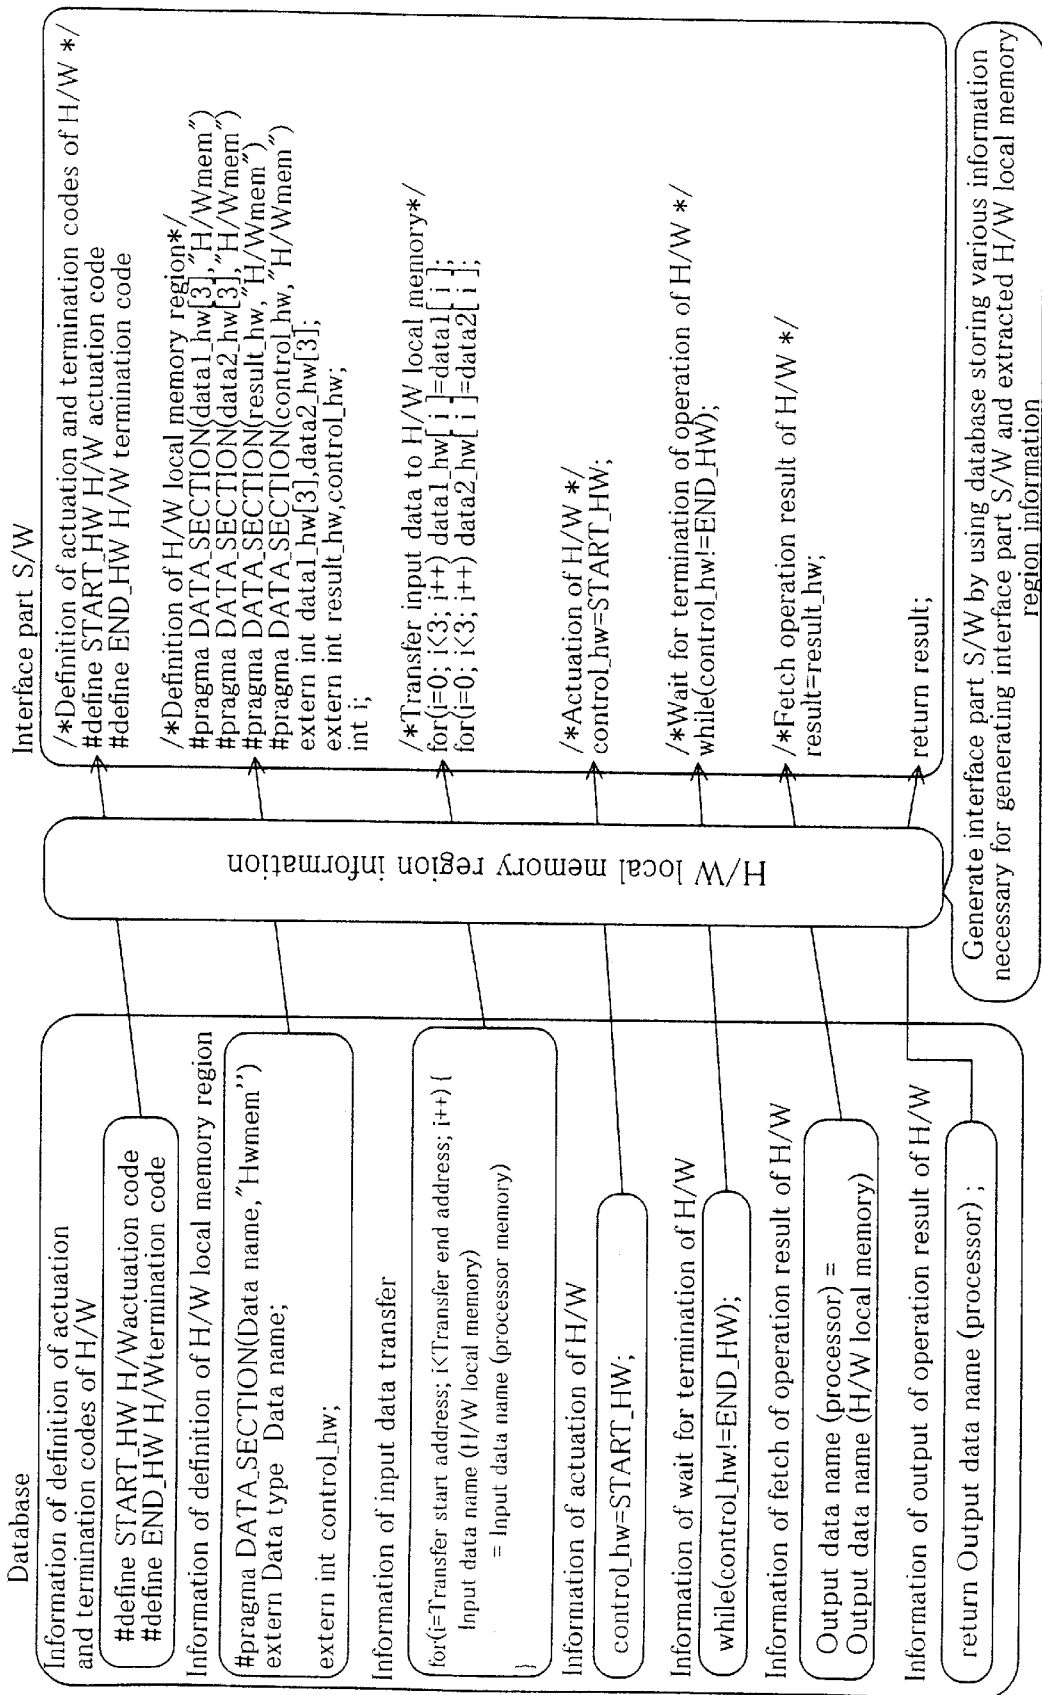 Database
Information of definition of actuation
and termination codes of H/W
#define START_HW H/Wactuation code
#define END_HW H/Wtermination code
Information of definition of H/W local memory region
#pragma DATA_SECTION(Data name,"Hwmem'')
extern Data type Data name;
extern int control_hw;
Information of input data transfer
for(i=Transfer start address; i<Transfer end address; i++) {
Input data name (H/W local memory)
= Input data name (processor memory)
}
Information of actuation of H/W
control_hw=START_HW;
Information of wait for termination of H/W
while(control_hw!=END_HW);
Information of fetch of operation result of H/W
Output data name (processor) =
Output data name (H/W local memory)
Information of output of operation result of H/W
return Output data name (processor) ;
H/W local memory region information
Interface part S/W
/*Definition of actuation and termination codes of H/W */
#define START_HW H/W actuation code
#define END_HW H/W termination code
/*Definition of H/W local memory region*/
#pragma DATA_SECTION(data1_hw[3],"H/Wmem")
#pragma DATA_SECTION(data2_hw[3],"H/Wmem")
#pragma DATA_SECTION(result_hw, "H/Wmem")
#pragma DATA_SECTION(control_hw, "H/Wmem")
extern int data1_hw[3],data2_hw[3];
extern int result_hw,control_hw;
int i;
/*Transfer input data to H/W local memory*/
for(i=0; i<3; i++) data1_hw[ i ]=data1[ i ];
for(i=0; i<3; i++) data2_hw[ i ]=data2[ i ];
/*Actuation of H/W */
control_hw=START_HW;
/*Wait for termination of operation of H/W */
while(control_hw!=END_HW);
/*Fetch operation result of H/W */
result=result_hw;
return result;
Generate interface part S/W by using database storing various information
necessary for generating interface part S/W and extracted H/W local memory
region information